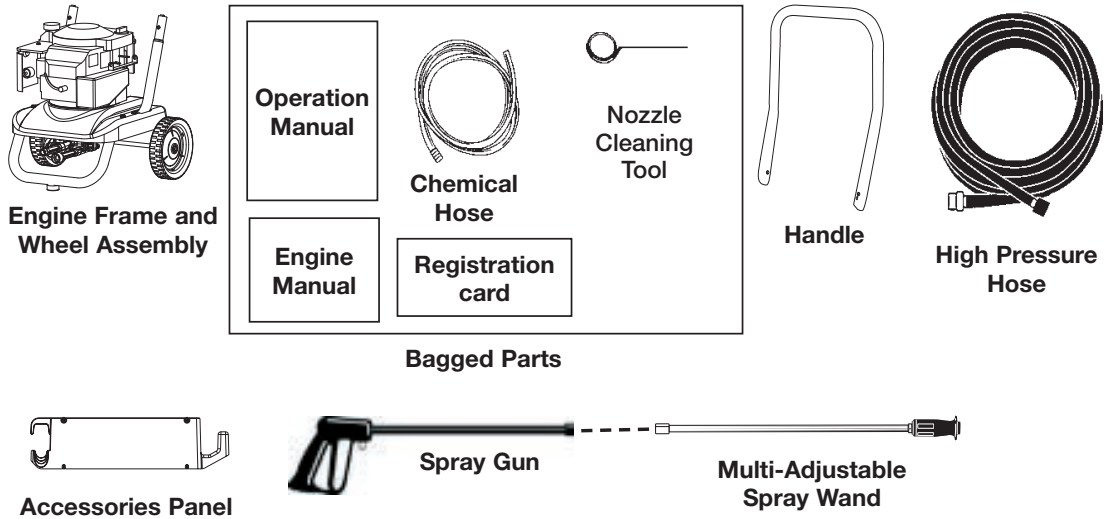 Engine Frame and
Wheel Assembly
Operation
Manual
Chemical
Hose
Nozzle
Cleaning
Tool
Engine
Manual
Registration
card
Bagged Parts
Handle
High Pressure
Hose
Accessories Panel
Spray Gun
Multi-Adjustable
Spray Wand